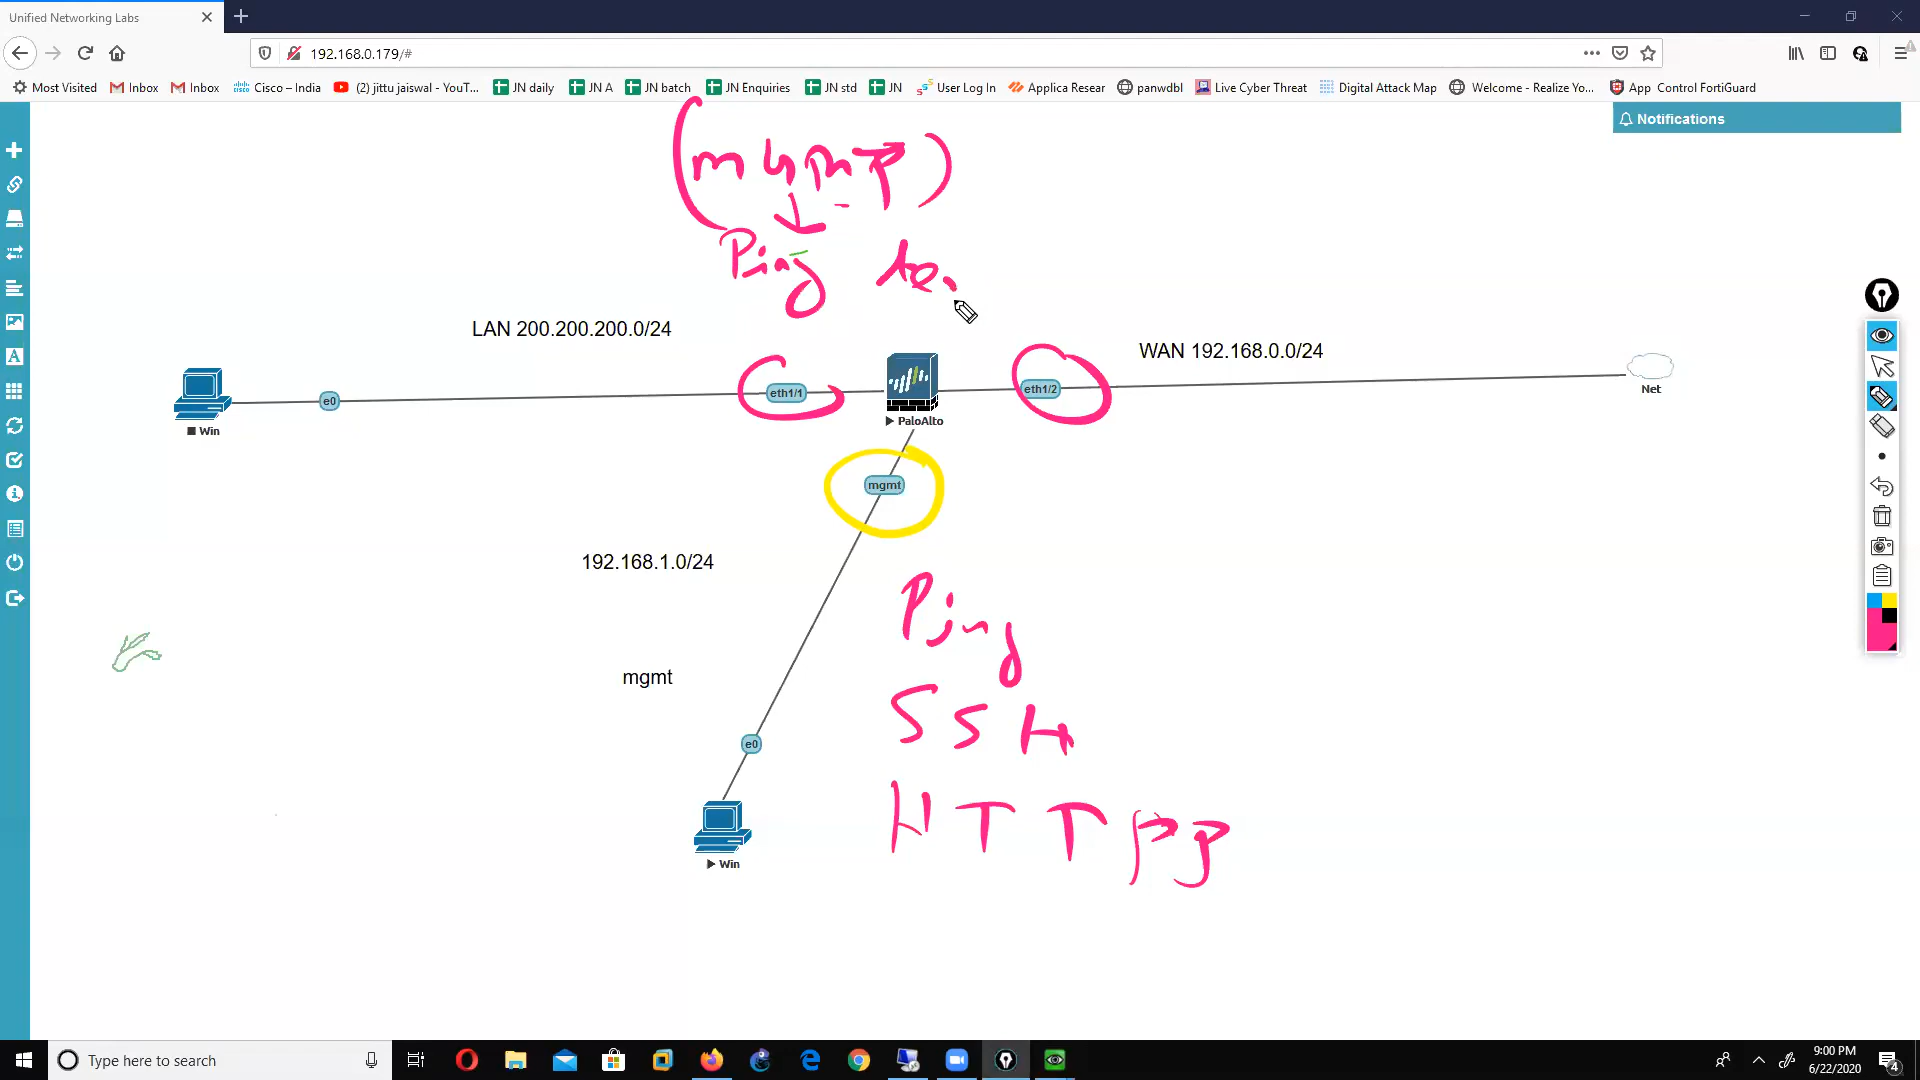 Unified Networking Labs
192.168.0.179/#
Most Visited Inbox Inbox Cisco – India (2) jittu jaiswal - YouT... JN daily JN A JN batch JN Enquiries JN std JN User Log In Applica Resear panwdbl Live Cyber Threat Digital Attack Map Welcome - Realize Yo... App Control FortiGuard
Notifications
Ping
LAN 200.200.200.0/24
WAN 192.168.0.0/24
e0
eth1/1
eth1/2
Net
Win
PaloAlto
mgmt
192.168.1.0/24
Ping
mgmt
SSH
e0
HTTP
Win
Type here to search
9:00 PM
6/22/2020
4